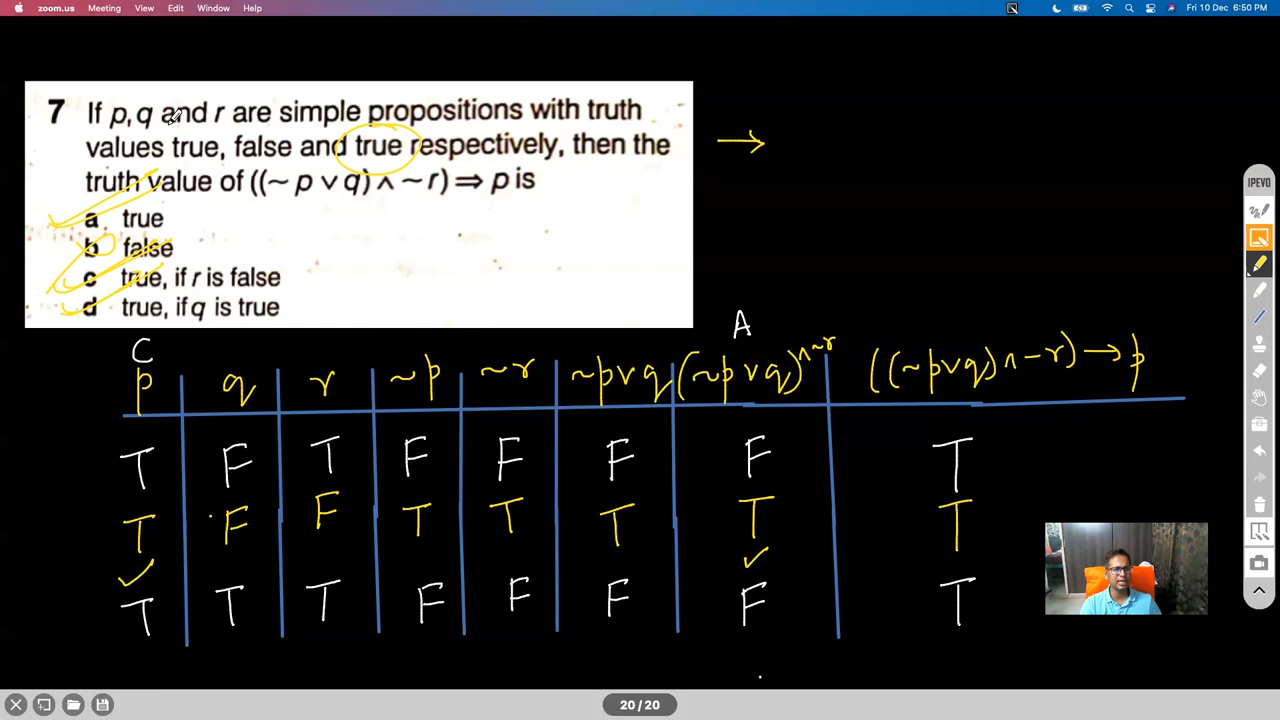 zoom.us Meeting View Edit Window Help Fri 10 Dec 6:50 PM
7 If p, q and r are simple propositions with truth
values true, false and true respectively, then the
truth value of ((~ p ∨ q) ∧ ~ r) ⇒ p is
a true
b false
c true, if r is false
d true, if q is true
→
C A
p q r ~p ~r ~p∨q (~p∨q)^∧~r ((~p∨q)∧-r)→p
T F T F F F F T
T F F T T T T T
T T T F F F F T
IPEVO
20 / 20